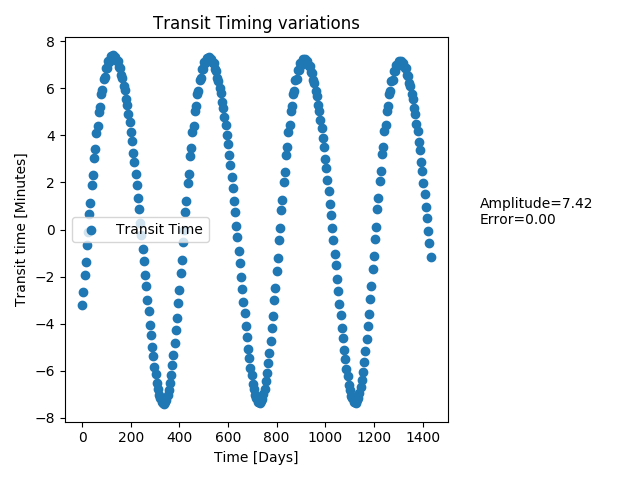 Transit Timing variations
Transit time [Minutes]
8
6
4
2
0
−2
−4
−6
−8
Transit Time
0 200 400 600 800 1000 1200 1400
Time [Days]
Amplitude=7.42
Error=0.00